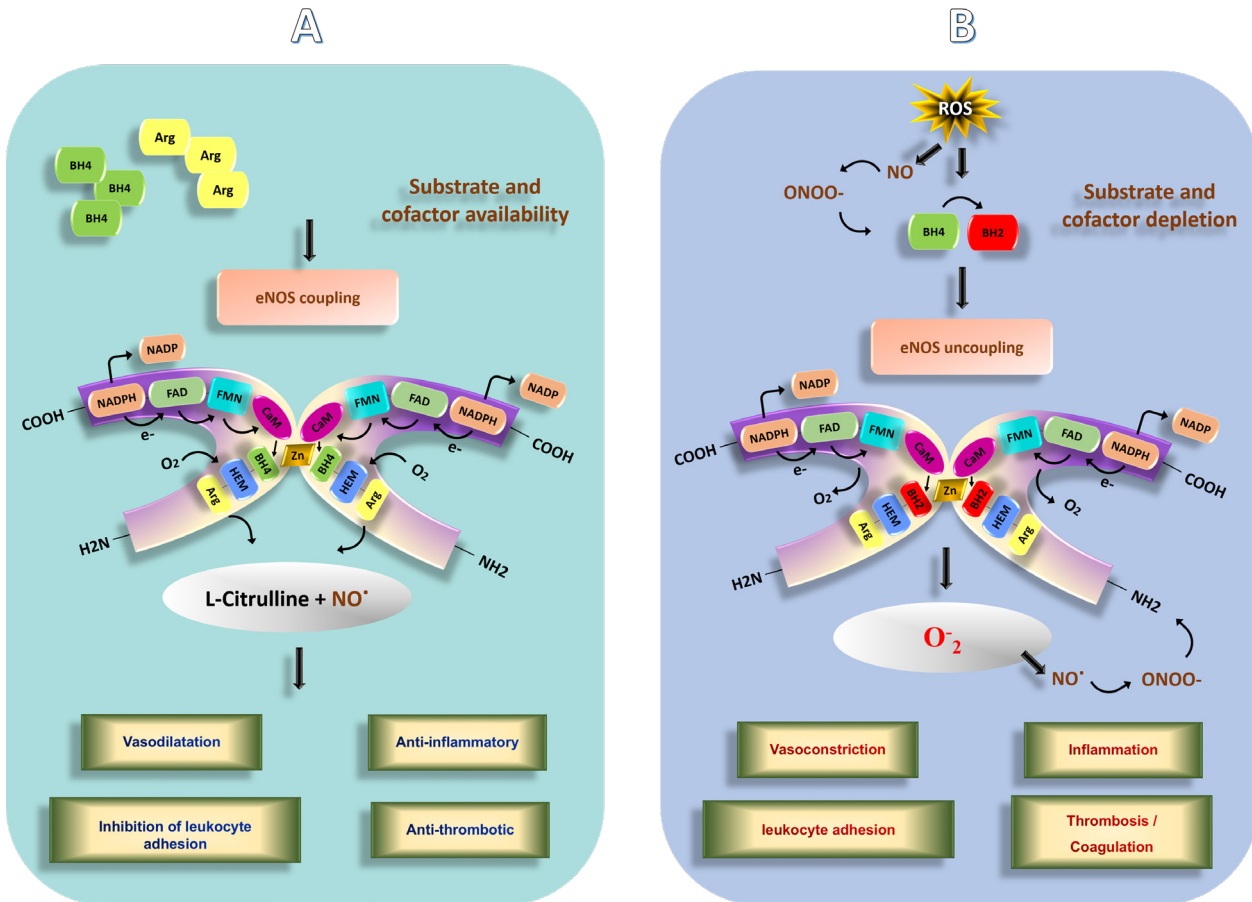 A
BH4
BH4
BH4
Arg
Arg
Arg
Substrate and
cofactor availability
eNOS coupling
NADP
NADPH
FAD
FMN
CaM
CaM
FMN
FAD
NADPH
NADP
COOH
e-
e-
COOH
O₂
O₂
HEM
BH4
Zn
BH4
HEM
Arg
Arg
H2N
NH2
L-Citrulline + NO•
Vasodilatation
Anti-inflammatory
Inhibition of leukocyte
adhesion
Anti-thrombotic
B
ROS
NO
ONOO-
Substrate and
cofactor depletion
BH4
BH2
eNOS uncoupling
NADP
NADPH
FAD
FMN
CaM
CaM
FMN
FAD
NADPH
NADP
COOH
e-
e-
COOH
O₂
O₂
Arg
HEM
BH2
Zn
BH2
HEM
Arg
H2N
NH2
O⁻₂
NO•
ONOO-
Vasoconstriction
Inflammation
leukocyte adhesion
Thrombosis /
Coagulation